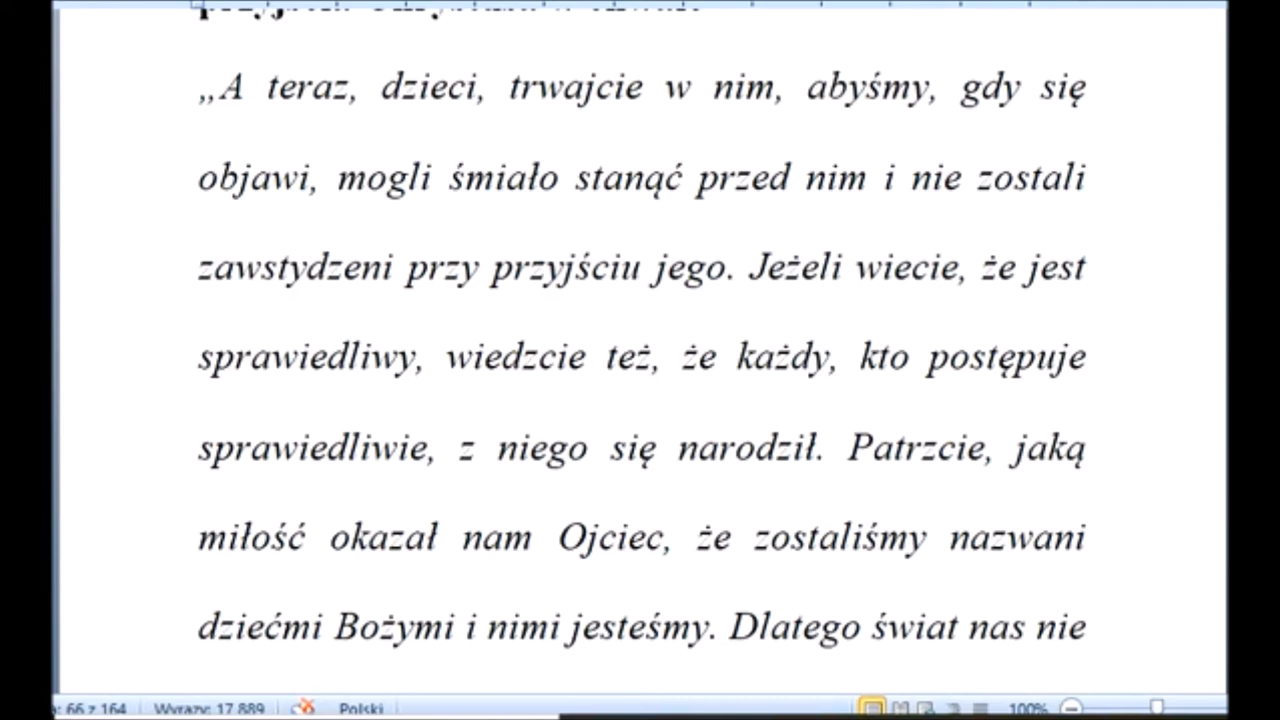 „A teraz, dzieci, trwajcie w nim, abyśmy, gdy się
objawi, mogli śmiało stanąć przed nim i nie zostali
zawstydzeni przy przyjściu jego. Jeżeli wiecie, że jest
sprawiedliwy, wiedzcie też, że każdy, kto postępuje
sprawiedliwie, z niego się narodził. Patrzcie, jaką
miłość okazał nam Ojciec, że zostaliśmy nazwani
dziećmi Bożymi i nimi jesteśmy. Dlatego świat nas nie
: 66 z 164 Wyrazy: 17 889 Polski 100%